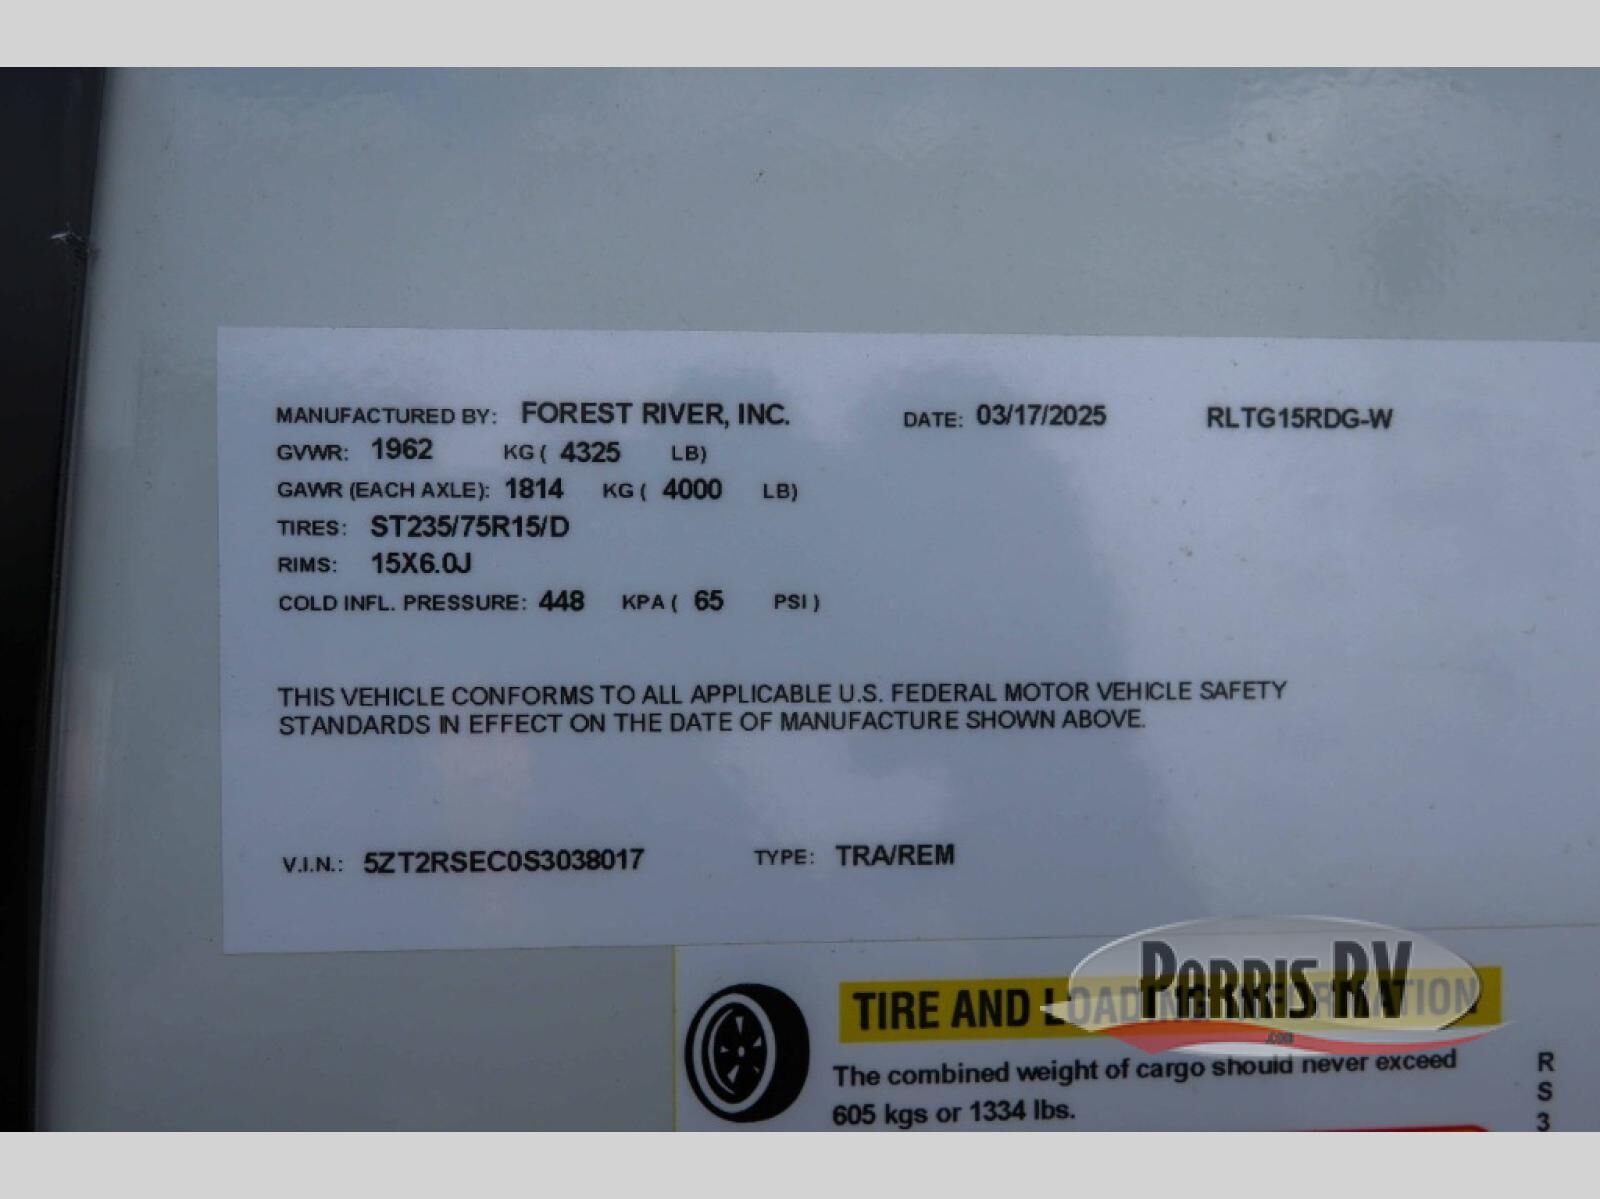 MANUFACTURED BY: FOREST RIVER, INC. DATE: 03/17/2025 RLTG15RDG-W
GVWR: 1962 KG ( 4325 LB)
GAWR (EACH AXLE): 1814 KG ( 4000 LB)
TIRES: ST235/75R15/D
RIMS: 15X6.0J
COLD INFL. PRESSURE: 448 KPA ( 65 PSI )
THIS VEHICLE CONFORMS TO ALL APPLICABLE U.S. FEDERAL MOTOR VEHICLE SAFETY
STANDARDS IN EFFECT ON THE DATE OF MANUFACTURE SHOWN ABOVE.
V.I.N.: 5ZT2RSEC0S3038017 TYPE: TRA/REM
PARRIS RV
.COM
TIRE AND LOADING INFORMATION
The combined weight of cargo should never exceed
605 kgs or 1334 lbs.
R
S
3